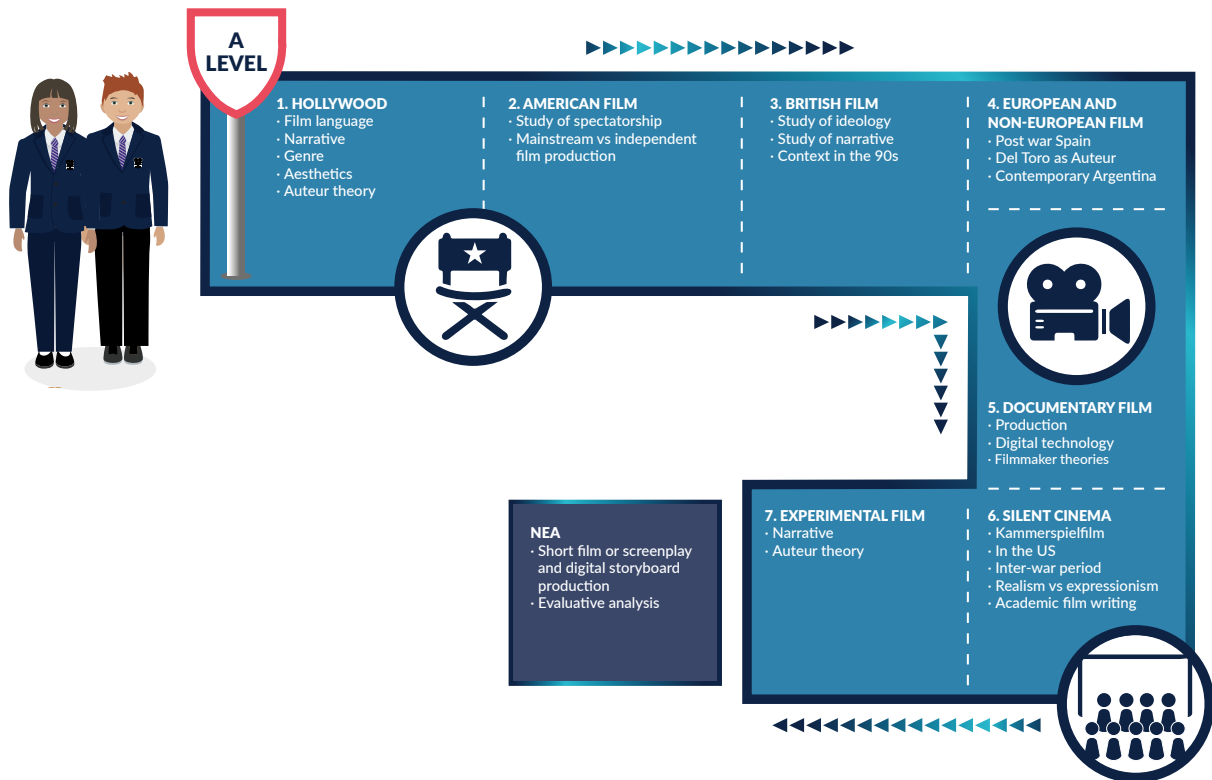 A
LEVEL
1. HOLLYWOOD
· Film language
· Narrative
· Genre
· Aesthetics
· Auteur theory
2. AMERICAN FILM
· Study of spectatorship
· Mainstream vs independent
film production
3. BRITISH FILM
· Study of ideology
· Study of narrative
· Context in the 90s
4. EUROPEAN AND
NON-EUROPEAN FILM
· Post war Spain
· Del Toro as Auteur
· Contemporary Argentina
5. DOCUMENTARY FILM
· Production
· Digital technology
· Filmmaker theories
6. SILENT CINEMA
· Kammerspielfilm
· In the US
· Inter-war period
· Realism vs expressionism
· Academic film writing
7. EXPERIMENTAL FILM
· Narrative
· Auteur theory
NEA
· Short film or screenplay
and digital storyboard
production
· Evaluative analysis